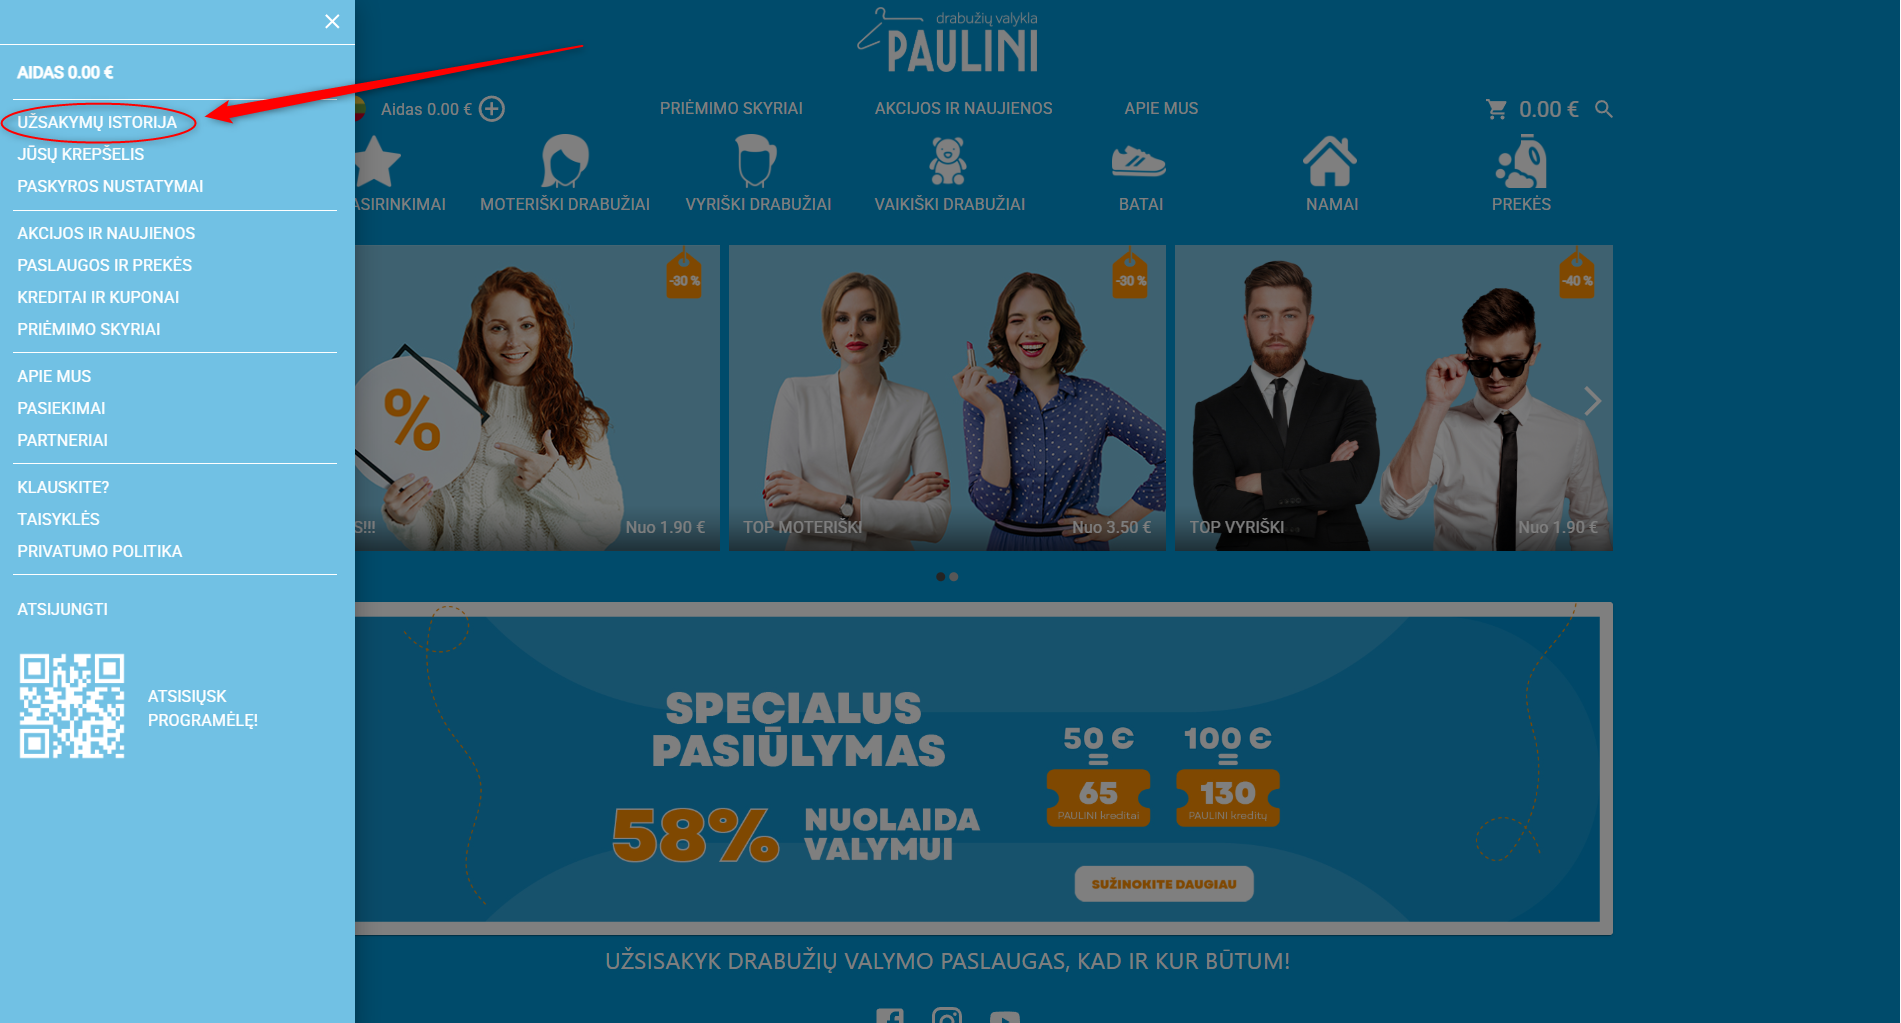 AIDAS 0.00 €
UŽSAKYMŲ ISTORIJA
JŪSŲ KREPŠELIS
PASKYROS NUSTATYMAI
AKCIJOS IR NAUJIENOS
PASLAUGOS IR PREKĖS
KREDITAI IR KUPONAI
PRIĖMIMO SKYRIAI
APIE MUS
PASIEKIMAI
PARTNERIAI
KLAUSKITE?
TAISYKLĖS
PRIVATUMO POLITIKA
ATSIJUNGTI
ATSISIŲSK
PROGRAMĖLĘ!
drabužių valykla
PAULINI
Aidas 0.00 €
PRIĖMIMO SKYRIAI
AKCIJOS IR NAUJIENOS
APIE MUS
0.00 €
ASIRINKIMAI
MOTERIŠKI DRABUŽIAI
VYRIŠKI DRABUŽIAI
VAIKIŠKI DRABUŽIAI
BATAI
NAMAI
PREKĖS
-30 %
%
S!!!
Nuo 1.90 €
-30 %
TOP MOTERIŠKI
Nuo 3.50 €
-40 %
TOP VYRIŠKI
Nuo 1.90 €
SPECIALUS
PASIŪLYMAS
58%
NUOLAIDA
VALYMUI
50 €
=
65
PAULINI kreditai
100 €
=
130
PAULINI kreditų
SUŽINOKITE DAUGIAU
UŽSISAKYK DRABUŽIŲ VALYMO PASLAUGAS, KAD IR KUR BŪTUM!